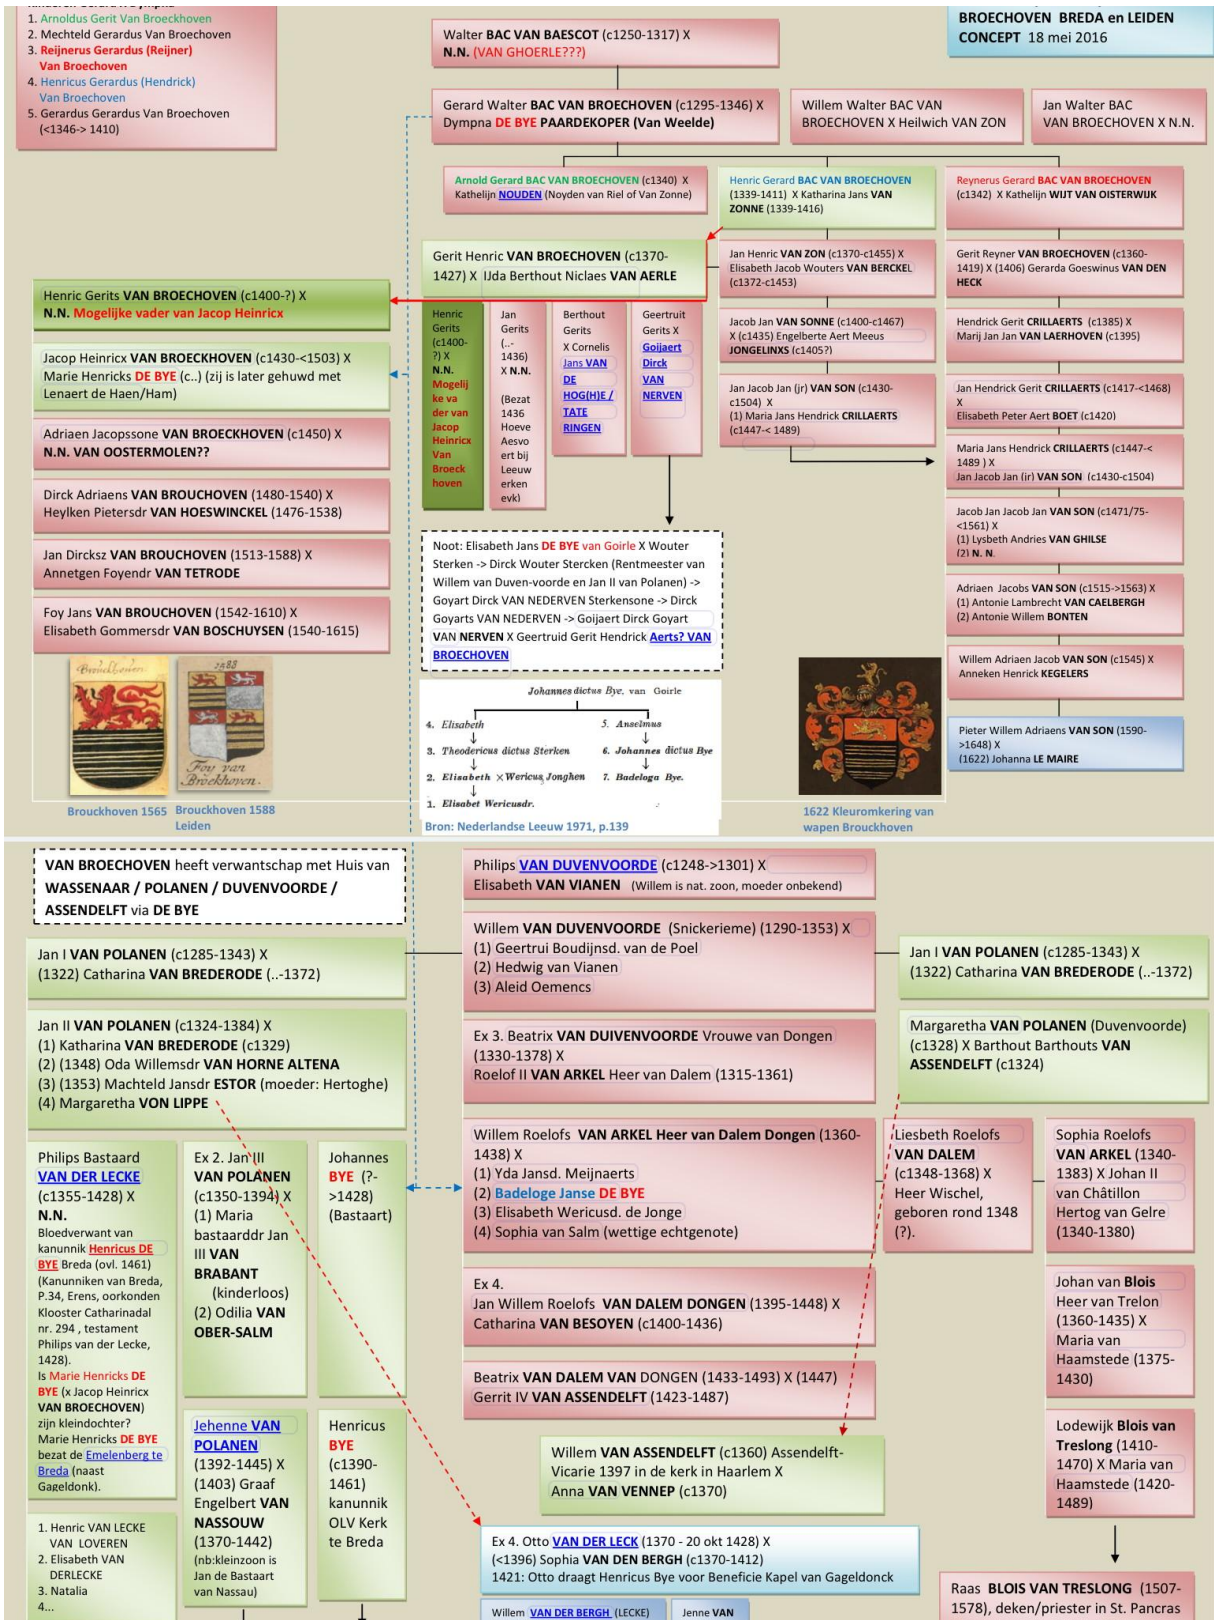 1. Arnoldus Gerit Van Broeckhoven
2. Mechteld Gerardus Van Broechoven
3. Reijnerus Gerardus (Reijner)
Van Broechoven
4. Henricus Gerardus (Hendrick)
Van Broechoven
5. Gerardus Gerardus Van Broechoven
(<1346-> 1410)
Walter BAC VAN BAESCOT (c1250-1317) X
N.N. (VAN GHOERLE???)
BROECHOVEN BREDA en LEIDEN
CONCEPT 18 mei 2016
Gerard Walter BAC VAN BROECHOVEN (c1295-1346) X
Dympna DE BYE PAARDEKOPER (Van Weelde)
Willem Walter BAC VAN
BROECHOVEN X Heilwich VAN ZON
Jan Walter BAC
VAN BROECHOVEN X N.N.
Arnold Gerard BAC VAN BROECHOVEN (c1340) X
Kathelijn NOUDEN (Noyden van Riel of Van Zonne)
Henric Gerard BAC VAN BROECHOVEN
(1339-1411) X Katharina Jans VAN
ZONNE (1339-1416)
Reynerus Gerard BAC VAN BROECHOVEN
(c1342) X Kathelijn WIJT VAN OISTERWIJK
Gerit Henric VAN BROECHOVEN (c1370-
1427) X IJda Berthout Niclaes VAN AERLE
Jan Henric VAN ZON (c1370-c1455) X
Elisabeth Jacob Wouters VAN BERCKEL
(c1372-c1453)
Gerit Reyner VAN BROECHOVEN (c1360-
1419) X (1406) Gerarda Goeswinus VAN DEN
HECK
Henric Gerits VAN BROECHOVEN (c1400-?) X
N.N. Mogelijke vader van Jacop Heinricx
Henric
Gerits
(c1400-
?) X
N.N.
Mogelij
ke va
der van
Jacop
Heinricx
Van
Broeck
hoven
Jan
Gerits
(..-
1436)
X N.N.
(Bezat
1436
Hoeve
Aesvo
ert bij
Leeuw
erken
evk)
Berthout
Gerits
X Cornelis
Jans VAN
DE
HOG(H)E /
TATE
RINGEN
Geertruit
Gerits X
Goijaert
Dirck
VAN
NERVEN
Jacob Jan VAN SONNE (c1400-c1467)
X (c1435) Engelberte Aert Meeus
JONGELINXS (c1405?)
Hendrick Gerit CRILLAERTS (c1385) X
Marij Jan Jan VAN LAERHOVEN (c1395)
Jacop Heinricx VAN BROECKHOVEN (c1430-<1503) X
Marie Henricks DE BYE (c..) (zij is later gehuwd met
Lenaert de Haen/Ham)
Jan Jacob Jan (jr) VAN SON (c1430-
c1504) X
(1) Maria Jans Hendrick CRILLAERTS
(c1447-< 1489)
Jan Hendrick Gerit CRILLAERTS (c1417-<1468)
X
Elisabeth Peter Aert BOET (c1420)
Adriaen Jacopssone VAN BROECKHOVEN (c1450) X
N.N. VAN OOSTERMOLEN??
Maria Jans Hendrick CRILLAERTS (c1447-<
1489 ) X
Jan Jacob Jan (jr) VAN SON (c1430-c1504)
Dirck Adriaens VAN BROUCHOVEN (1480-1540) X
Heylken Pietersdr VAN HOESWINCKEL (1476-1538)
Jacob Jan Jacob Jan VAN SON (c1471/75-
<1561) X
(1) Lysbeth Andries VAN GHILSE
(2) N. N.
Jan Dircksz VAN BROUCHOVEN (1513-1588) X
Annetgen Foyendr VAN TETRODE
Noot: Elisabeth Jans DE BYE van Goirle X Wouter
Sterken -> Dirck Wouter Stercken (Rentmeester van
Willem van Duven-voorde en Jan II van Polanen) ->
Goyart Dirck VAN NEDERVEN Sterkensone -> Dirck
Goyarts VAN NEDERVEN -> Goijaert Dirck Goyart
VAN NERVEN X Geertruid Gerit Hendrick Aerts? VAN
BROECHOVEN
Adriaen Jacobs VAN SON (c1515->1563) X
(1) Antonie Lambrecht VAN CAELBERGH
(2) Antonie Willem BONTEN
Foy Jans VAN BROUCHOVEN (1542-1610) X
Elisabeth Gommersdr VAN BOSCHUYSEN (1540-1615)
Willem Adriaen Jacob VAN SON (c1545) X
Anneken Henrick KEGELERS
Brouckhoven
1588
Foy van
Broeckhoven.
Johannes dictus Bye, van Goirle
4. Elisabeth
5. Anselmus
3. Theodericus dictus Sterken
6. Johannes dictus Bye
2. Elisabeth × Wericus Jonghen
7. Badeloga Bye.
1. Elisabet Wericusdr.
Bron: Nederlandse Leeuw 1971, p.139
Pieter Willem Adriaens VAN SON (1590-
>1648) X
(1622) Johanna LE MAIRE
Brouckhoven 1565
Brouckhoven 1588
Leiden
1622 Kleuromkering van
wapen Brouckhoven
VAN BROECHOVEN heeft verwantschap met Huis van
WASSENAAR / POLANEN / DUVENVOORDE /
ASSENDELFT via DE BYE
Philips VAN DUVENVOORDE (c1248->1301) X
Elisabeth VAN VIANEN (Willem is nat. zoon, moeder onbekend)
Willem VAN DUVENVOORDE (Snickerieme) (1290-1353) X
(1) Geertrui Boudijnsd. van de Poel
(2) Hedwig van Vianen
(3) Aleid Oemencs
Jan I VAN POLANEN (c1285-1343) X
(1322) Catharina VAN BREDERODE (..-1372)
Jan I VAN POLANEN (c1285-1343) X
(1322) Catharina VAN BREDERODE (..-1372)
Jan II VAN POLANEN (c1324-1384) X
(1) Katharina VAN BREDERODE (c1329)
(2) (1348) Oda Willemsdr VAN HORNE ALTENA
(3) (1353) Machteld Jansdr ESTOR (moeder: Hertoghe)
(4) Margaretha VON LIPPE
Ex 3. Beatrix VAN DUIVENVOORDE Vrouwe van Dongen
(1330-1378) X
Roelof II VAN ARKEL Heer van Dalem (1315-1361)
Margaretha VAN POLANEN (Duvenvoorde)
(c1328) X Barthout Barthouts VAN
ASSENDELFT (c1324)
Philips Bastaard
VAN DER LECKE
(c1355-1428) X
N.N.
Bloedverwant van
kanunnik Henricus DE
BYE Breda (ovl. 1461)
(Kanunniken van Breda,
P.34, Erens, oorkonden
Klooster Catharinadal
nr. 294 , testament
Philips van der Lecke,
1428).
Is Marie Henricks DE
BYE (x Jacop Heinricx
VAN BROECHOVEN)
zijn kleindochter?
Marie Henricks DE BYE
bezat de Emelenberg te
Breda (naast
Gageldonk).
Ex 2. Jan III
VAN POLANEN
(c1350-1394) X
(1) Maria
bastaarddr Jan
III VAN
BRABANT
(kinderloos)
(2) Odilia VAN
OBER-SALM
Johannes
BYE (?-
>1428)
(Bastaart)
Willem Roelofs VAN ARKEL Heer van Dalem Dongen (1360-
1438) X
(1) Yda Jansd. Meijnaerts
(2) Badeloge Janse DE BYE
(3) Elisabeth Wericusd. de Jonge
(4) Sophia van Salm (wettige echtgenote)
Liesbeth Roelofs
VAN DALEM
(c1348-1368) X
Heer Wischel,
geboren rond 1348
(?).
Sophia Roelofs
VAN ARKEL (1340-
1383) X Johan II
van Châtillon
Hertog van Gelre
(1340-1380)
Ex 4.
Jan Willem Roelofs VAN DALEM DONGEN (1395-1448) X
Catharina VAN BESOYEN (c1400-1436)
Johan van Blois
Heer van Trelon
(1360-1435) X
Maria van
Haamstede (1375-
1430)
Beatrix VAN DALEM VAN DONGEN (1433-1493) X (1447)
Gerrit IV VAN ASSENDELFT (1423-1487)
Jehenne VAN
POLANEN
(1392-1445) X
(1403) Graaf
Engelbert VAN
NASSOUW
(1370-1442)
(nb:kleinzoon is
Jan de Bastaart
van Nassau)
Henricus
BYE
(c1390-
1461)
kanunnik
OLV Kerk
te Breda
Willem VAN ASSENDELFT (c1360) Assendelft-
Vicarie 1397 in de kerk in Haarlem X
Anna VAN VENNEP (c1370)
Lodewijk Blois van
Treslong (1410-
1470) X Maria van
Haamstede (1420-
1489)
1. Henric VAN LECKE
VAN LOVEREN
2. Elisabeth VAN
DERLECKE
3. Natalia
4...
Ex 4. Otto VAN DER LECK (1370 - 20 okt 1428) X
(<1396) Sophia VAN DEN BERGH (c1370-1412)
1421: Otto draagt Henricus Bye voor Beneficie Kapel van Gageldonck
Raas BLOIS VAN TRESLONG (1507-
1578), deken/priester in St. Pancras
Willem VAN DER BERGH (LECKE)
Jenne VAN